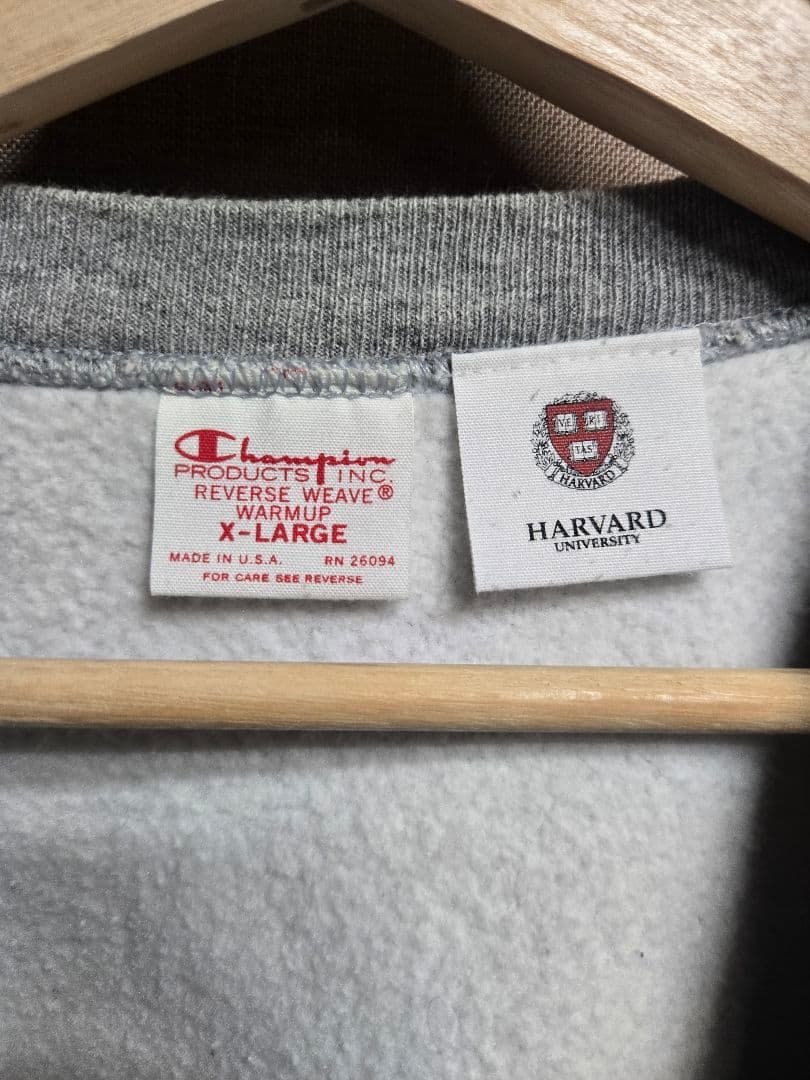 Champion
PRODUCTS INC.
REVERSE WEAVE®
WARMUP
X-LARGE
MADE IN U.S.A. RN 26094
FOR CARE SEE REVERSE
VE RI
TAS
HARVARD
HARVARD
UNIVERSITY